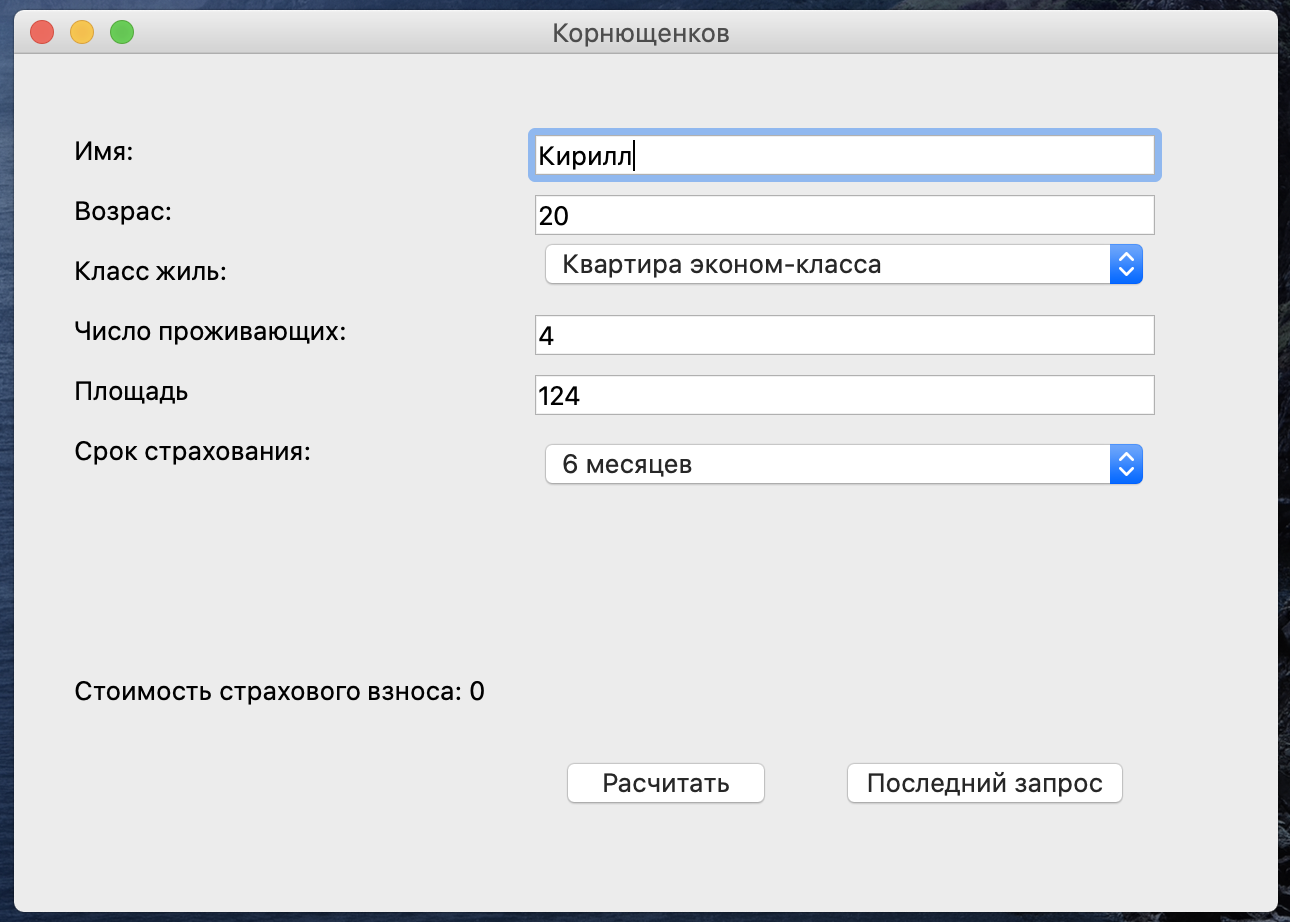 Корнющенков
Имя: Кирилл
Возрас: 20
Класс жиль: Квартира эконом-класса
Число проживающих: 4
Площадь 124
Срок страхования: 6 месяцев
Стоимость страхового взноса: 0
Расчитать Последний запрос